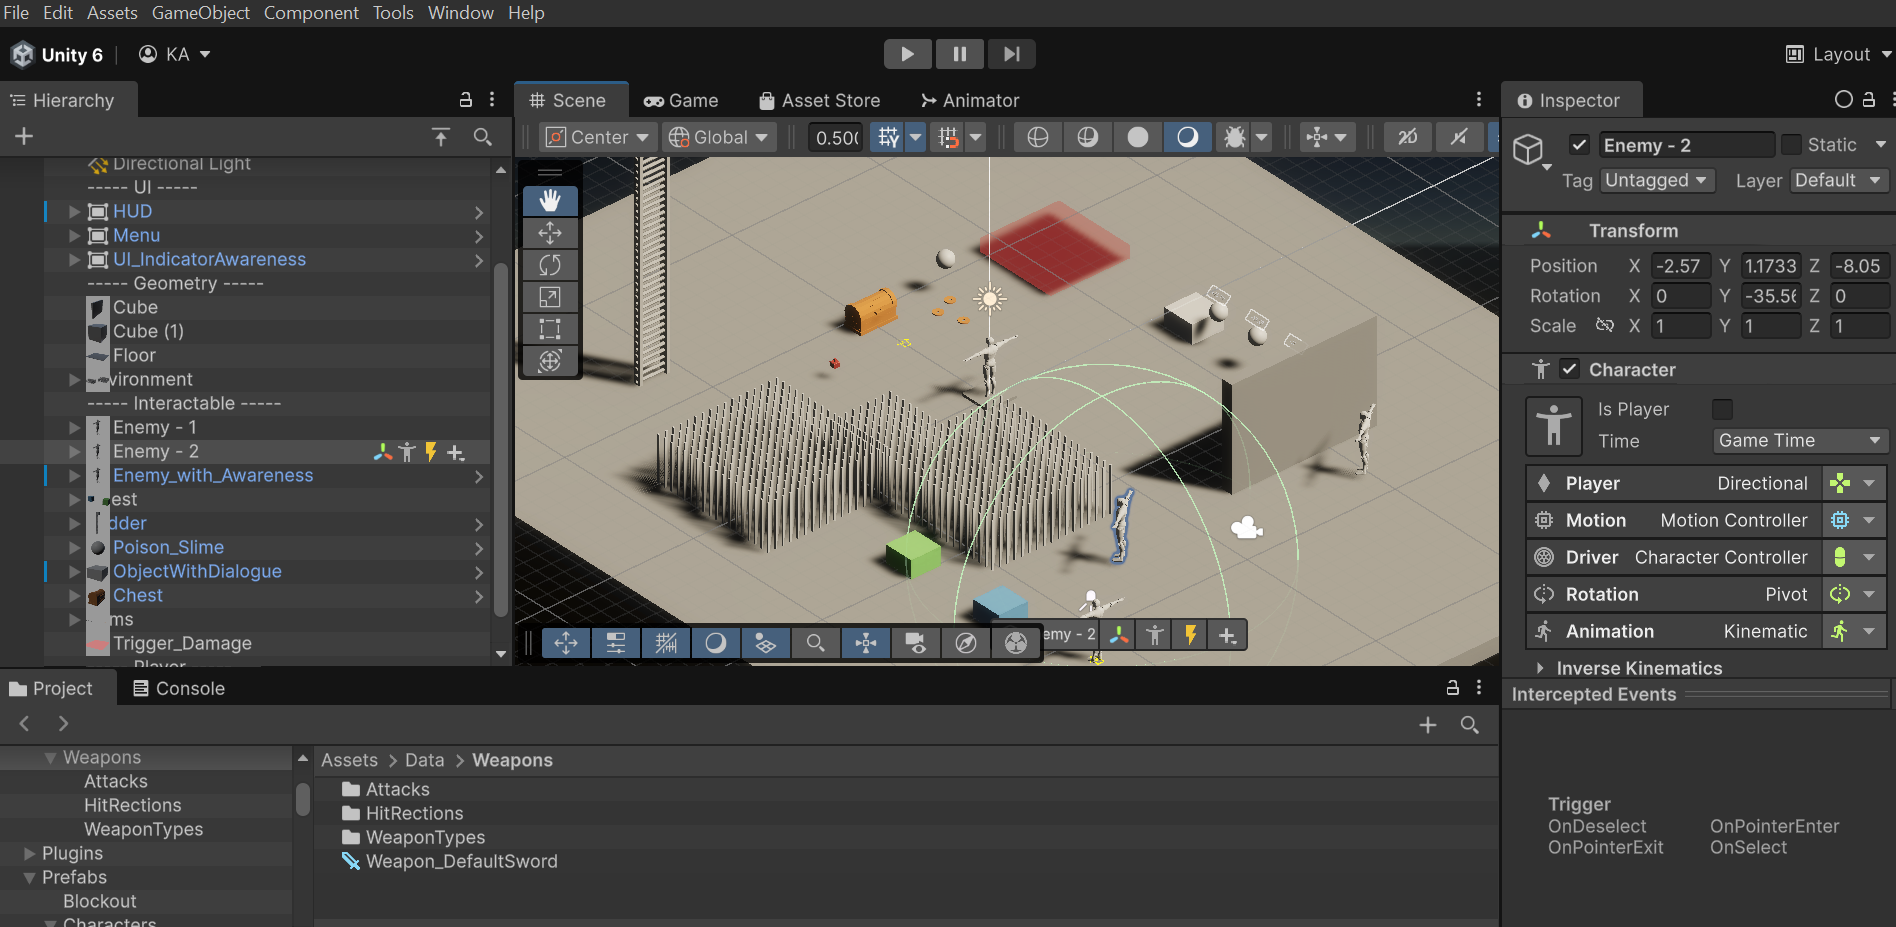 File Edit Assets GameObject Component Tools Window Help
Unity 6 KA Layout
Hierarchy
Scene Game Asset Store Animator
Inspector
Center Global 0.500 2D
Directional Light
----- UI -----
HUD
Menu
UI_IndicatorAwareness
----- Geometry -----
Cube
Cube (1)
Floor
vironment
----- Interactable -----
Enemy - 1
Enemy - 2
Enemy_with_Awareness
est
dder
Poison_Slime
ObjectWithDialogue
Chest
ms
Trigger_Damage
Player
emy - 2
Enemy - 2 Static
Tag Untagged Layer Default
Transform
Position X -2.57 Y 1.1733 Z -8.05
Rotation X 0 Y -35.56 Z 0
Scale X 1 Y 1 Z 1
Character
Is Player
Time Game Time
Player Directional
Motion Motion Controller
Driver Character Controller
Rotation Pivot
Animation Kinematic
Inverse Kinematics
Intercepted Events
Trigger
OnDeselect OnPointerEnter
OnPointerExit OnSelect
Project Console
Weapons
Attacks
HitRections
WeaponTypes
Plugins
Prefabs
Blockout
Characters
Assets > Data > Weapons
Attacks
HitRections
WeaponTypes
Weapon_DefaultSword